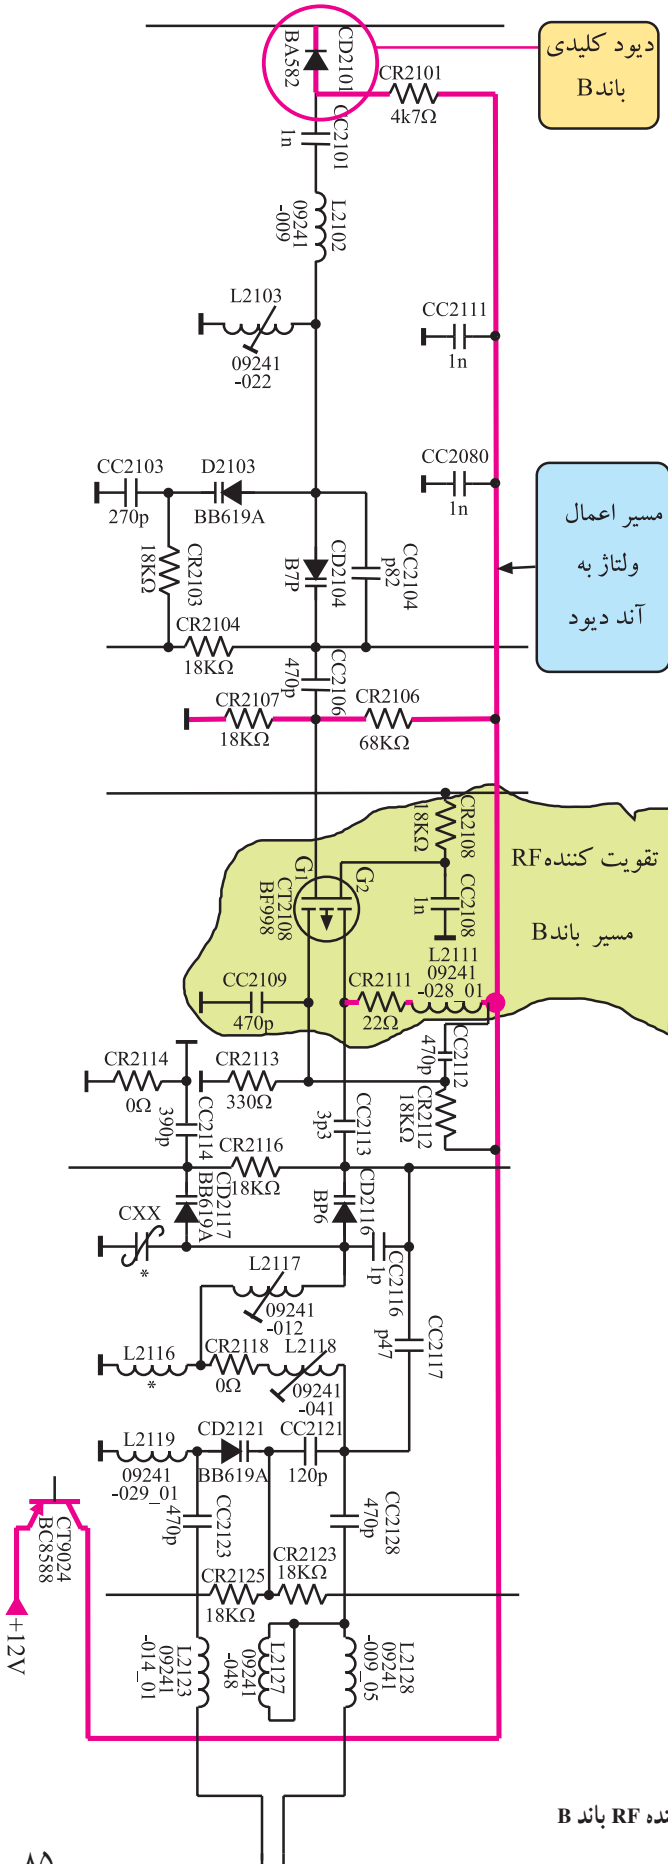 دیود کلیدی
باند B
CD2101
BA582
CR2101
4k7Ω
CC2101
1n
L2102
09241
-009
L2103
09241
-022
CC2111
1n
CC2080
1n
مسیر اعمال
ولتاژ به
آند دیود
CC2103
270p
D2103
BB619A
CR2103
18KΩ
CD2104
B7P
CC2104
p82
CR2104
18KΩ
CC2106
470p
CR2107
18KΩ
CR2106
68KΩ
تقویت کننده RF
مسیر باند B
CR2108
18KΩ
G1
G2
CT2108
BF998
CC2108
1n
L2111
09241
-028_01
CC2109
470p
CR2111
22Ω
CC2112
470p
CR2114
0Ω
CR2113
330Ω
CR2112
18KΩ
CC2114
390p
CC2113
3p3
CR2116
18KΩ
CD2117
BB619A
CD2116
BP6
CXX
*
CC2116
1p
L2117
09241
-012
CC2117
p47
L2116
*
CR2118
0Ω
L2118
09241
-041
L2119
09241
-029_01
CD2121
BB619A
CC2121
120p
CC2123
470p
CC2128
470p
CT9024
BC8588
+12V
CR2125
18KΩ
CR2123
18KΩ
L2123
09241
-014_01
L2127
09241
-048
L2128
09241
-009_05
نده RF باند B
۸۵